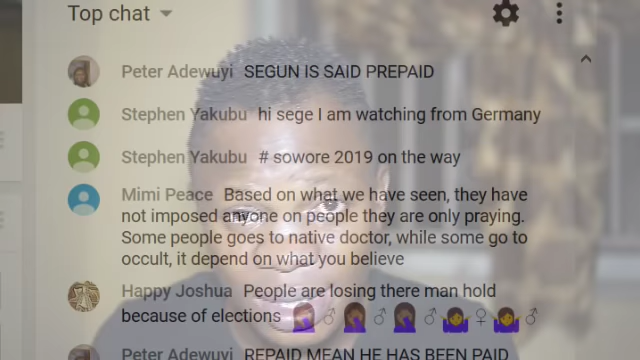 Top chat
Peter Adewuyi SEGUN IS SAID PREPAID
Stephen Yakubu hi sege I am watching from Germany
Stephen Yakubu # sowore 2019 on the way
Mimi Peace Based on what we have seen, they have
not imposed anyone on people they are only praying.
Some people goes to native doctor, while some go to
occult, it depend on what you believe
Happy Joshua People are losing there man hold
because of elections 🤦🏾‍♂ 🤦🏾‍♂ 🤦🏾‍♂ 🤷🏾‍♀ 🤷🏾‍♂
Peter Adewuyi REPAID MEAN HE HAS BEEN PAID